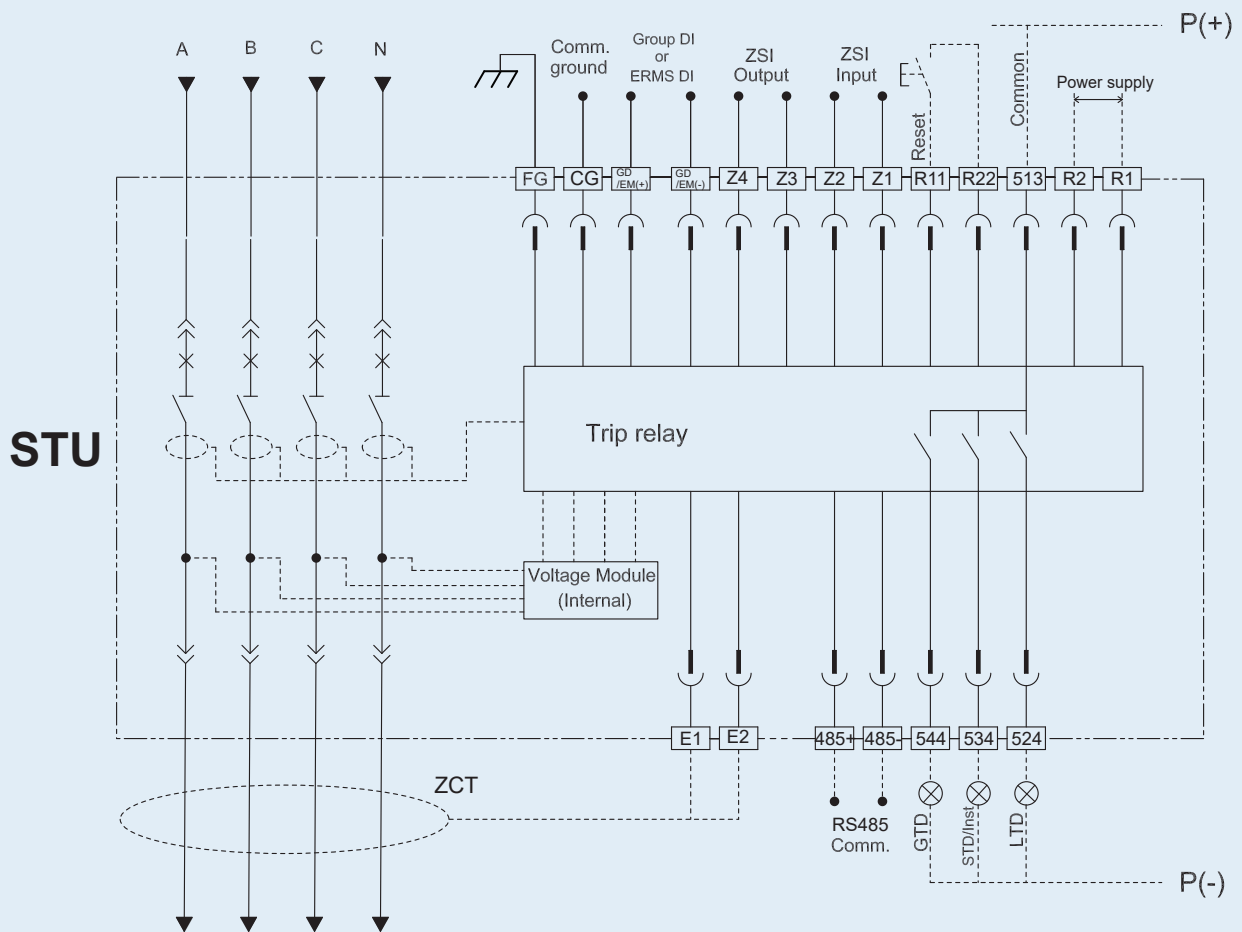 P(+)
A
B
C
N
Comm.
ground
Group DI
or
ERMS DI
ZSI
Output
ZSI
Input
Reset
Common
Power supply
FG
CG
GD
/EM(+)
GD
/EM(-)
Z4
Z3
Z2
Z1
R11
R22
513
R2
R1
STU
Trip relay
Voltage Module
(Internal)
E1
E2
485+
485-
544
534
524
ZCT
RS485
Comm.
GTD
STD/Inst
LTD
P(-)